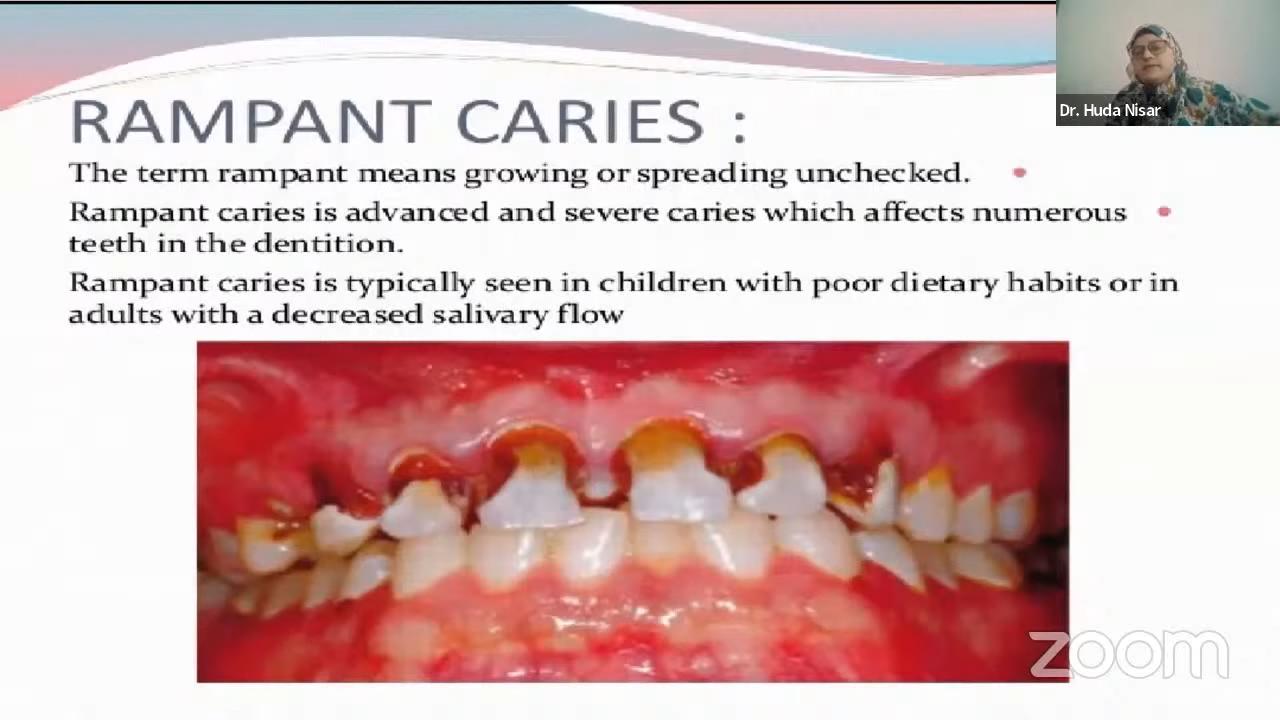 Dr. Huda Nisar
RAMPANT CARIES :
The term rampant means growing or spreading unchecked.
Rampant caries is advanced and severe caries which affects numerous
teeth in the dentition.
Rampant caries is typically seen in children with poor dietary habits or in
adults with a decreased salivary flow
zoom